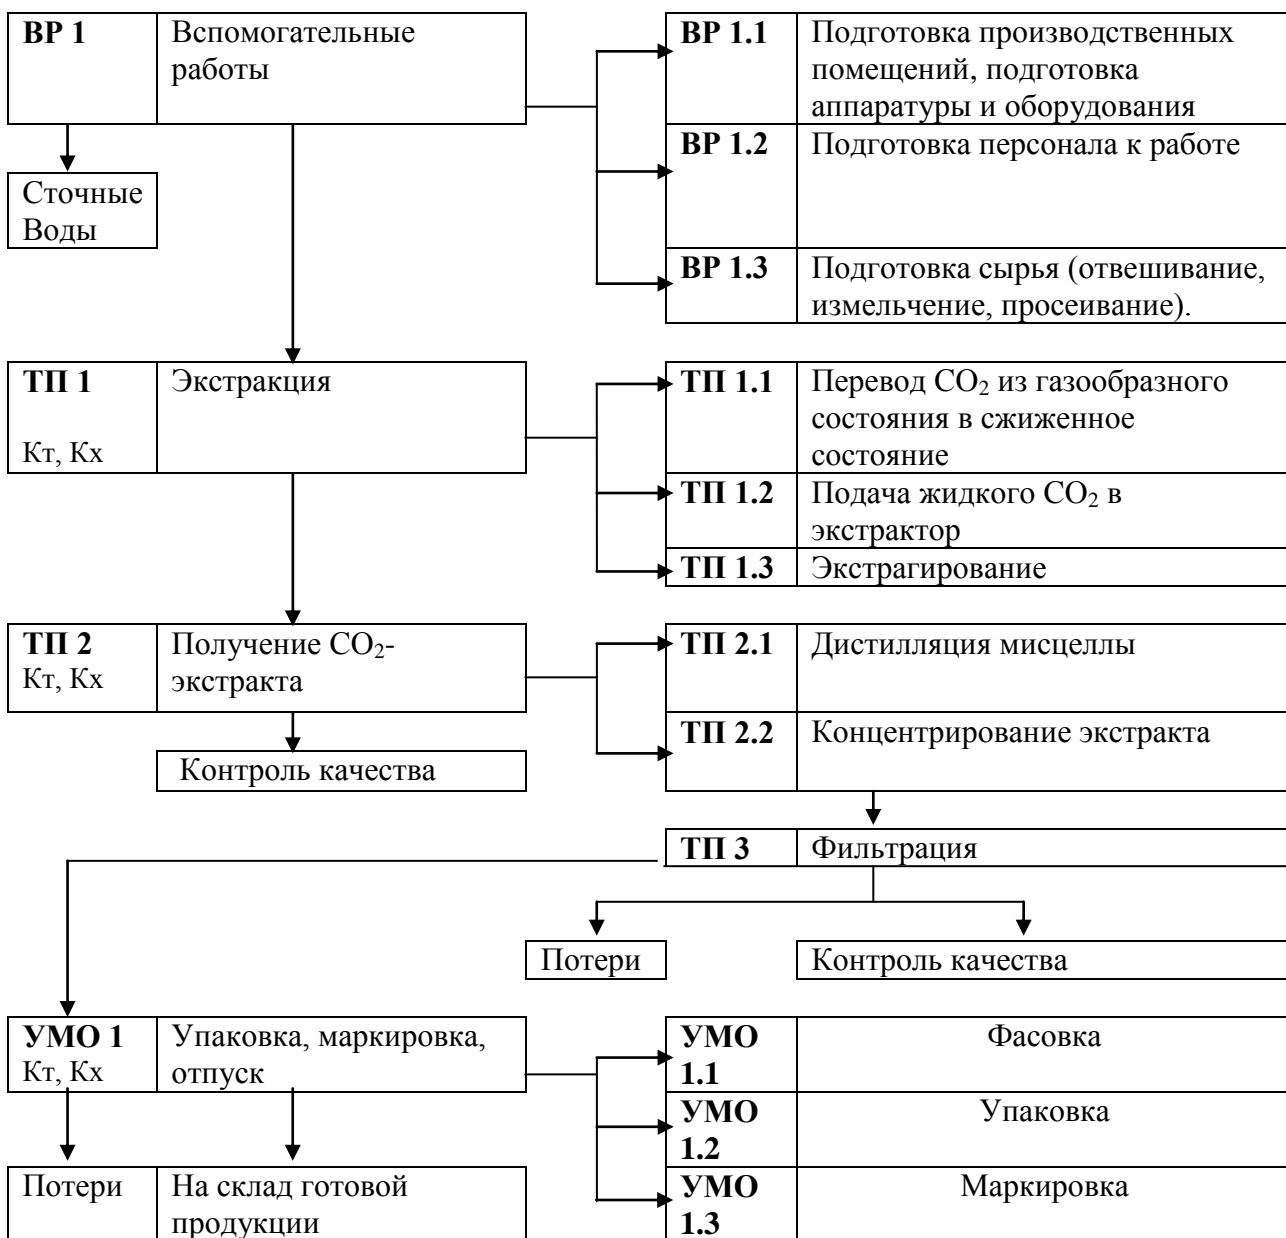 ВР 1
Вспомогательные
работы
ВР 1.1
Подготовка производственных
помещений, подготовка
аппаратуры и оборудования
ВР 1.2
Подготовка персонала к работе
Сточные
Воды
ВР 1.3
Подготовка сырья (отвешивание,
измельчение, просеивание).
ТП 1
Кт, Кх
Экстракция
ТП 1.1
Перевод СО₂ из газообразного
состояния в сжиженное
состояние
ТП 1.2
Подача жидкого СО₂ в
экстрактор
ТП 1.3
Экстрагирование
ТП 2
Кт, Кх
Получение СО₂-
экстракта
ТП 2.1
Дистилляция мисцеллы
ТП 2.2
Концентрирование экстракта
Контроль качества
ТП 3
Фильтрация
Потери
Контроль качества
УМО 1
Кт, Кх
Упаковка, маркировка,
отпуск
УМО
1.1
Фасовка
УМО
1.2
Упаковка
Потери
На склад готовой
продукции
УМО
1.3
Маркировка